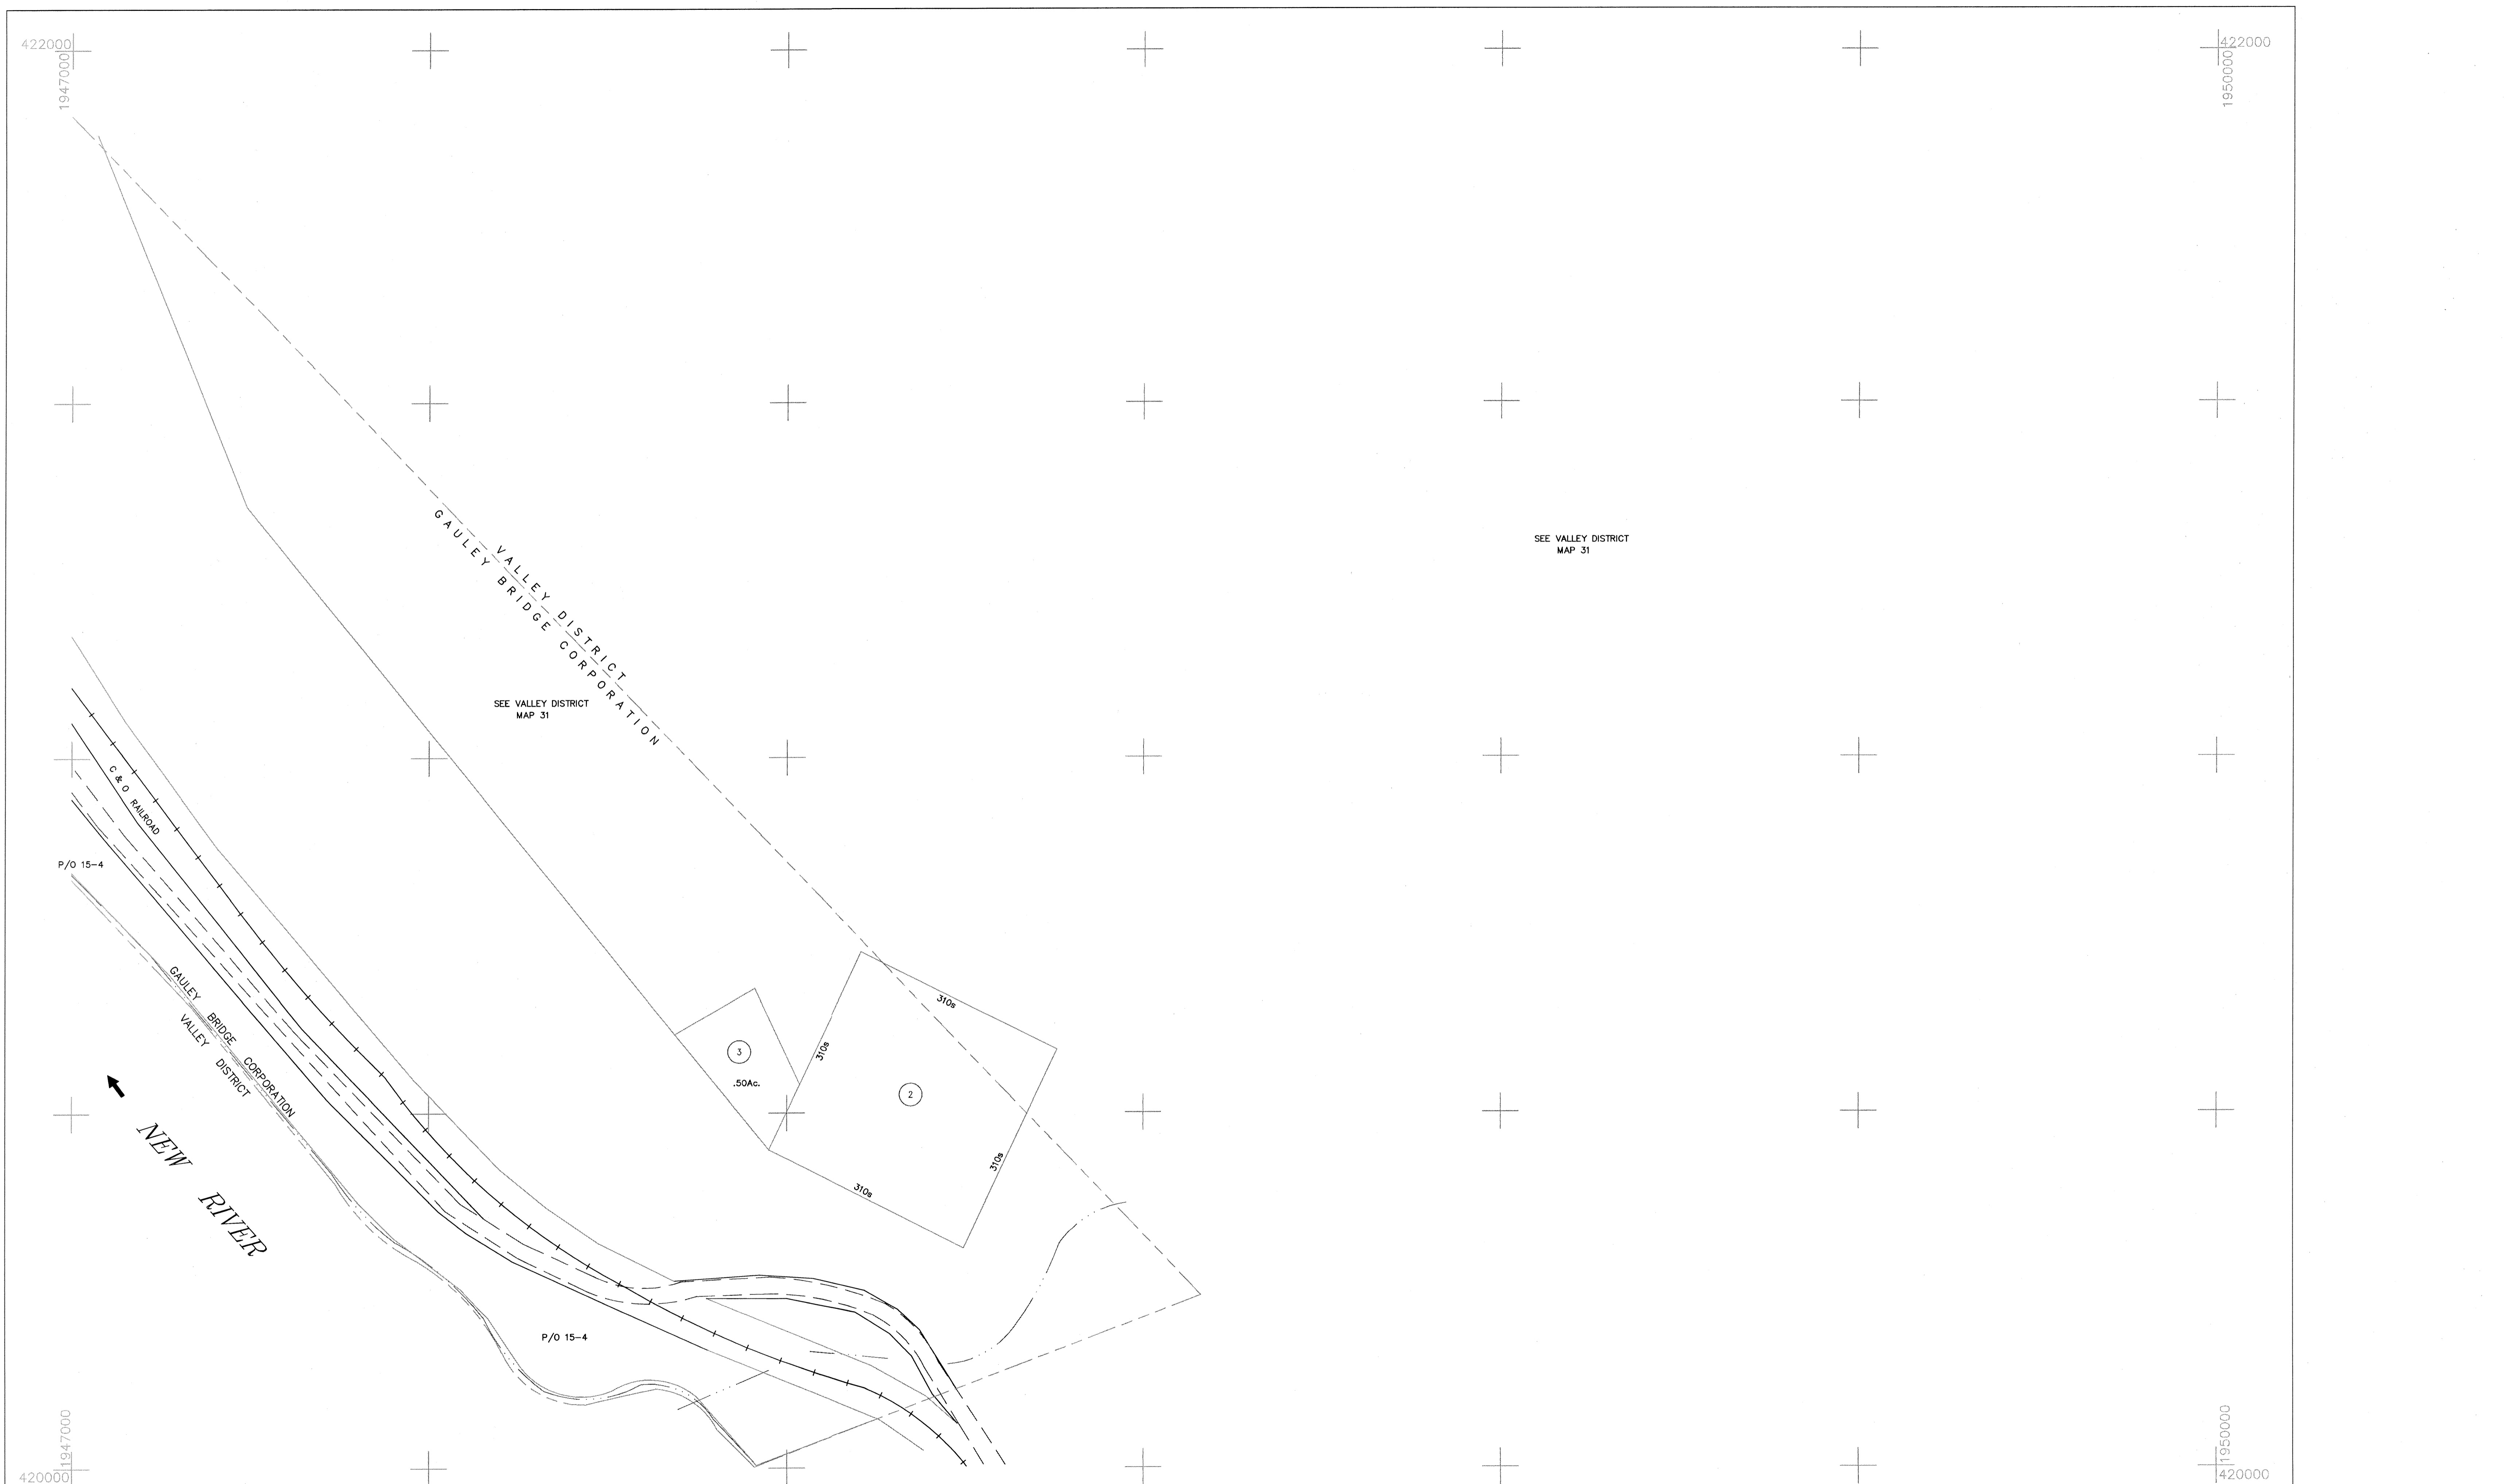 422000
1947000
422000
1950000
VALLEY DISTRICT
GAULEY BRIDGE CORPORATION
SEE VALLEY DISTRICT
MAP 31
SEE VALLEY DISTRICT
MAP 31
C & O RAILROAD
P/O 15-4
GAULEY BRIDGE CORPORATION
VALLEY DISTRICT
NEW RIVER
310s
310s
3
.50Ac.
2
310s
310s
P/O 15-4
1947000
420000
1950000
420000